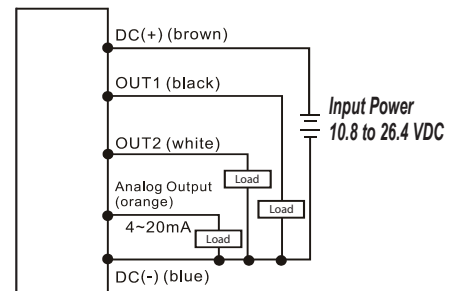 DC(+) (brown)
OUT1 (black)
Input Power
10.8 to 26.4 VDC
OUT2 (white)
Load
Analog Output
(orange)
Load
4~20mA
Load
DC(-) (blue)